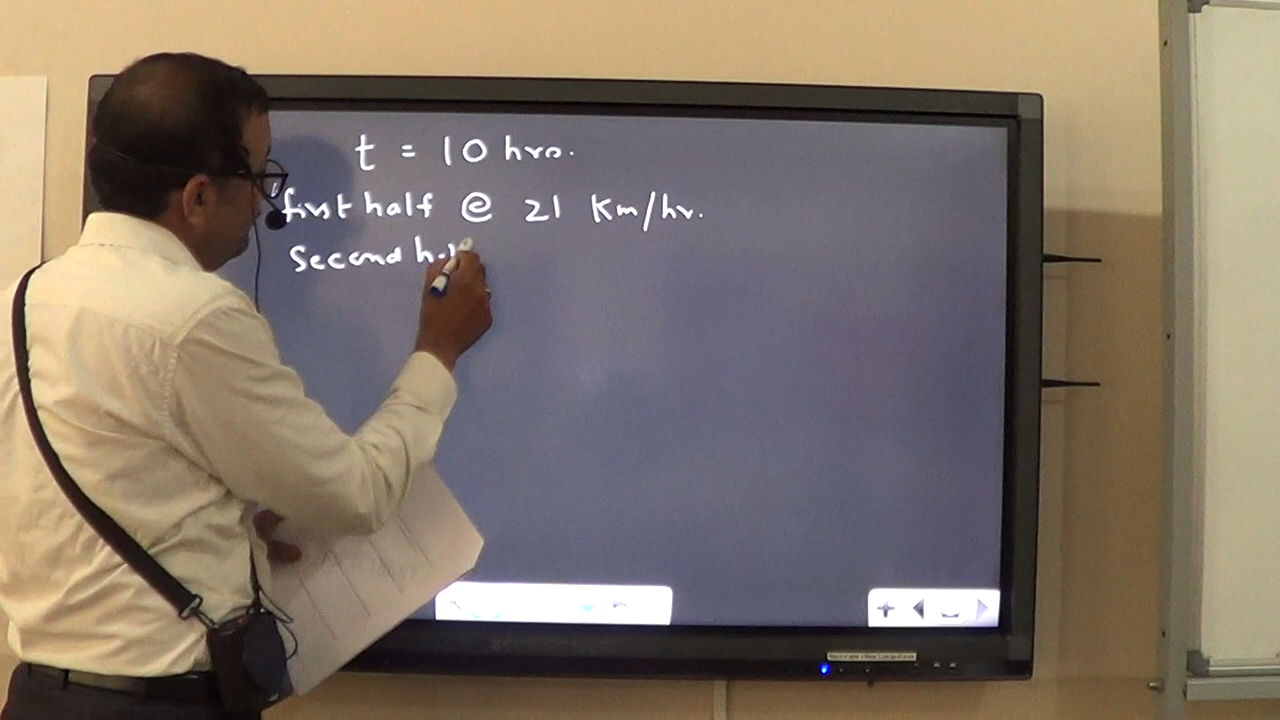 t = 10 hrs.
first half @ 21 Km/hr.
Second